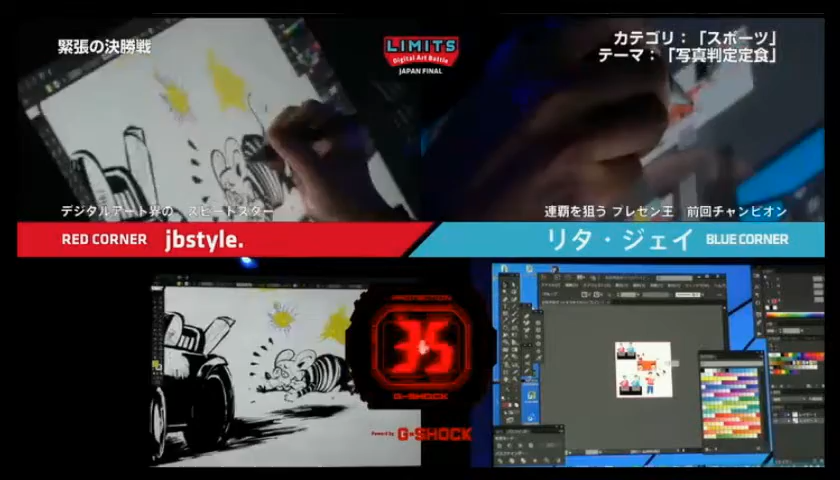 緊張の決勝戦
LIMITS
Digital Art Battle
JAPAN FINAL
カテゴリ：「スポーツ」
テーマ：「写真判定定食」
デジタルアート界の スピードスター
RED CORNER jbstyle.
連覇を狙う プレゼン王 前回チャンピオン
リタ・ジェイ BLUE CORNER
PROTECTION
35
G-SHOCK
Powered by G-SHOCK